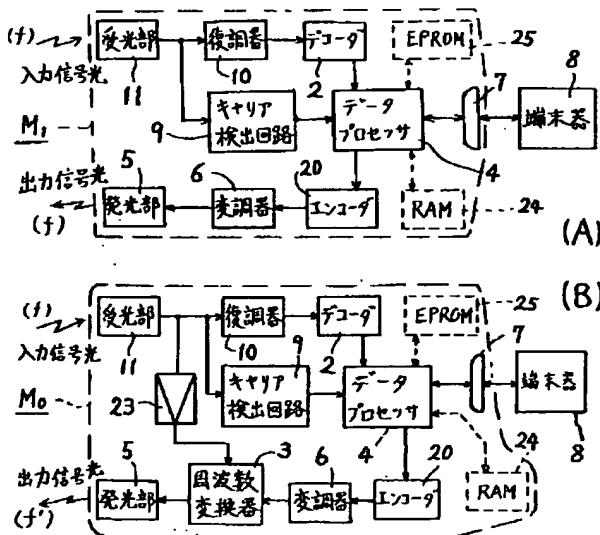 (f)
受光部
復調器
デコーダ
EPROM
25
入力信号光
11
10
2
7
8
M₁
9
キャリア
検出回路
データ
プロセッサ
端末器
出力信号光
5
6
20
4
(f)
発光部
変調器
エンコーダ
RAM
24
(A)
(B)
(f)
受光部
復調器
デコーダ
EPROM
25
入力信号光
11
10
9
2
7
M₀
23
キャリア
検出回路
データ
プロセッサ
端末器
出力信号光
5
3
6
4
20
24
8
(f')
発光部
周波数
変換器
変調器
エンコーダ
RAM